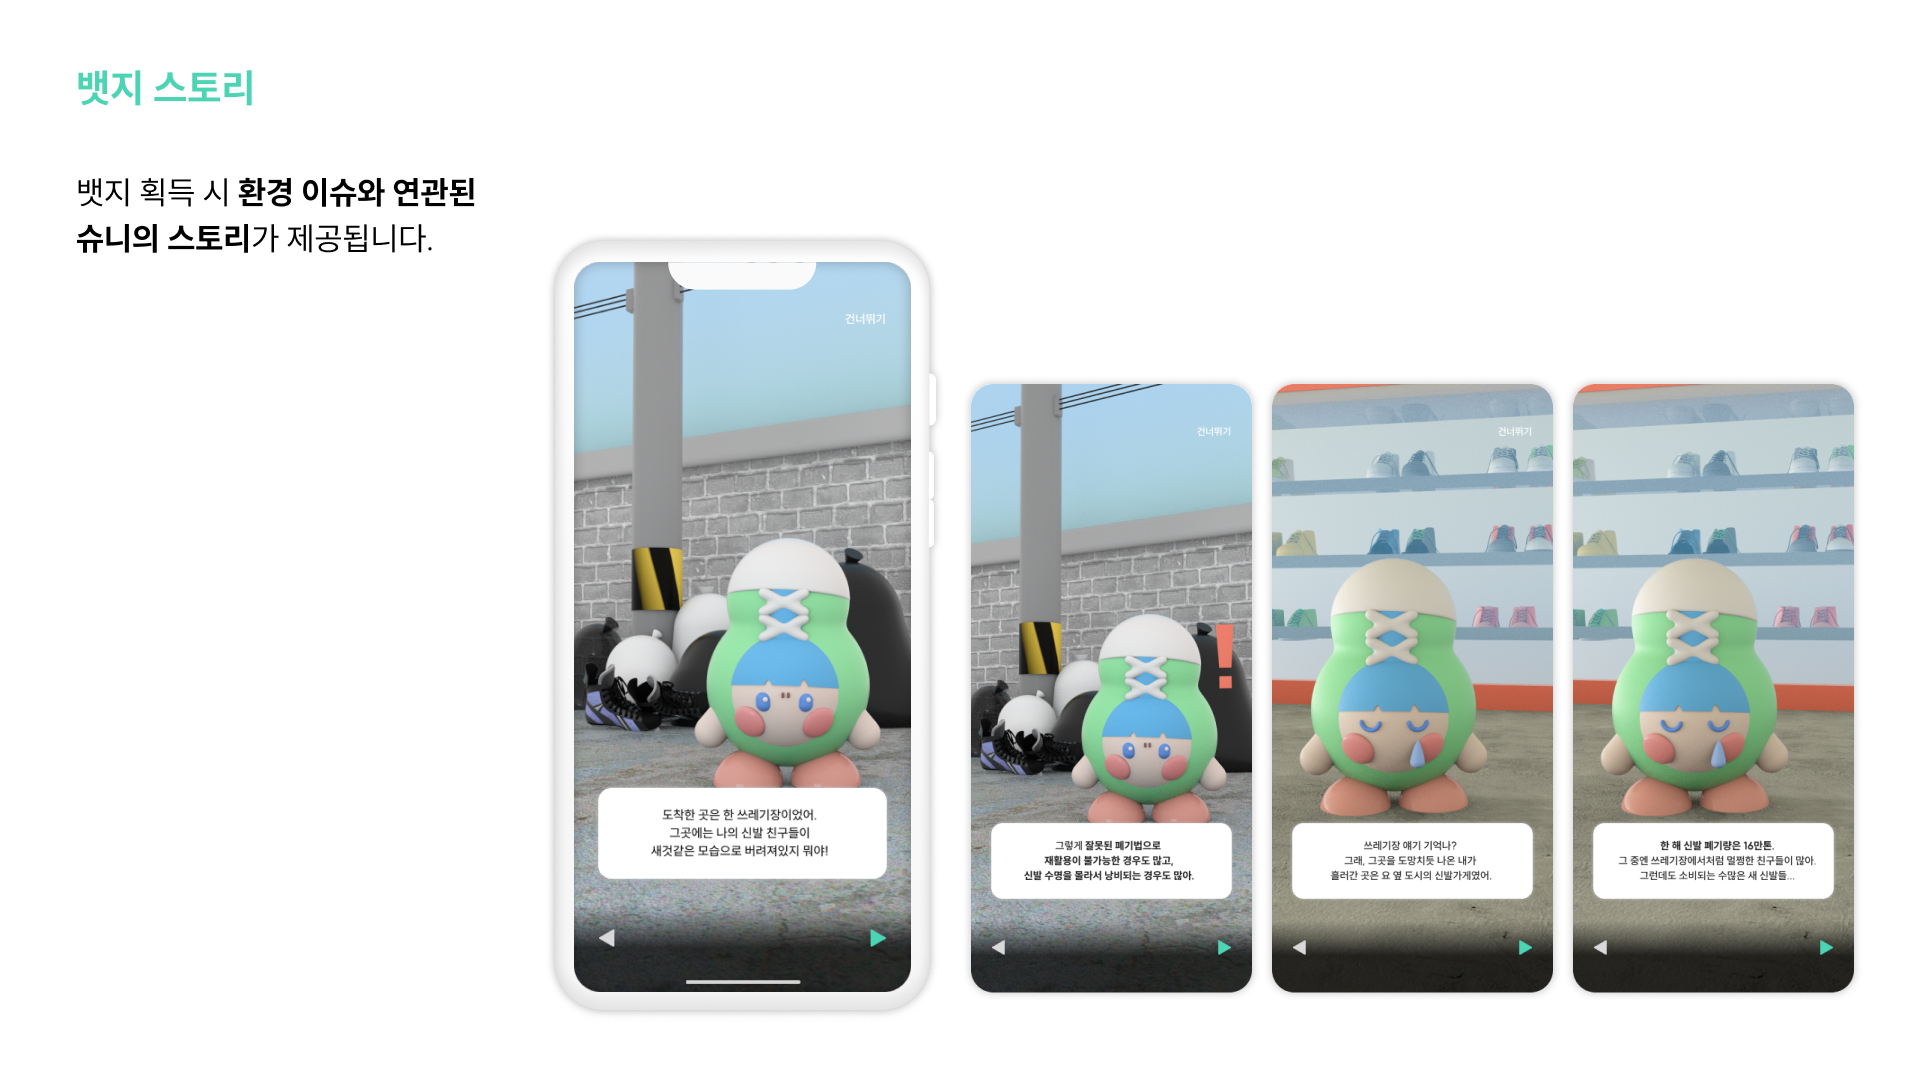 뱃지 스토리
뱃지 획득 시 환경 이슈와 연관된
슈니의 스토리가 제공됩니다.
건너뛰기
도착한 곳은 한 쓰레기장이었어.
그곳에는 나의 신발 친구들이
새것같은 모습으로 버려져있지 뭐야!
건너뛰기
그렇게 잘못된 폐기법으로
재활용이 불가능한 경우도 많고,
신발 수명을 몰라서 낭비되는 경우도 많아.
건너뛰기
쓰레기장 얘기 기억나?
그래, 그곳을 도망치듯 나온 내가
흘러간 곳은 요 옆 도시의 신발가게였어.
한 해 신발 폐기량은 16만톤.
그 중엔 쓰레기장에서처럼 멀쩡한 친구들이 많아.
그런데도 소비되는 수많은 새 신발들...